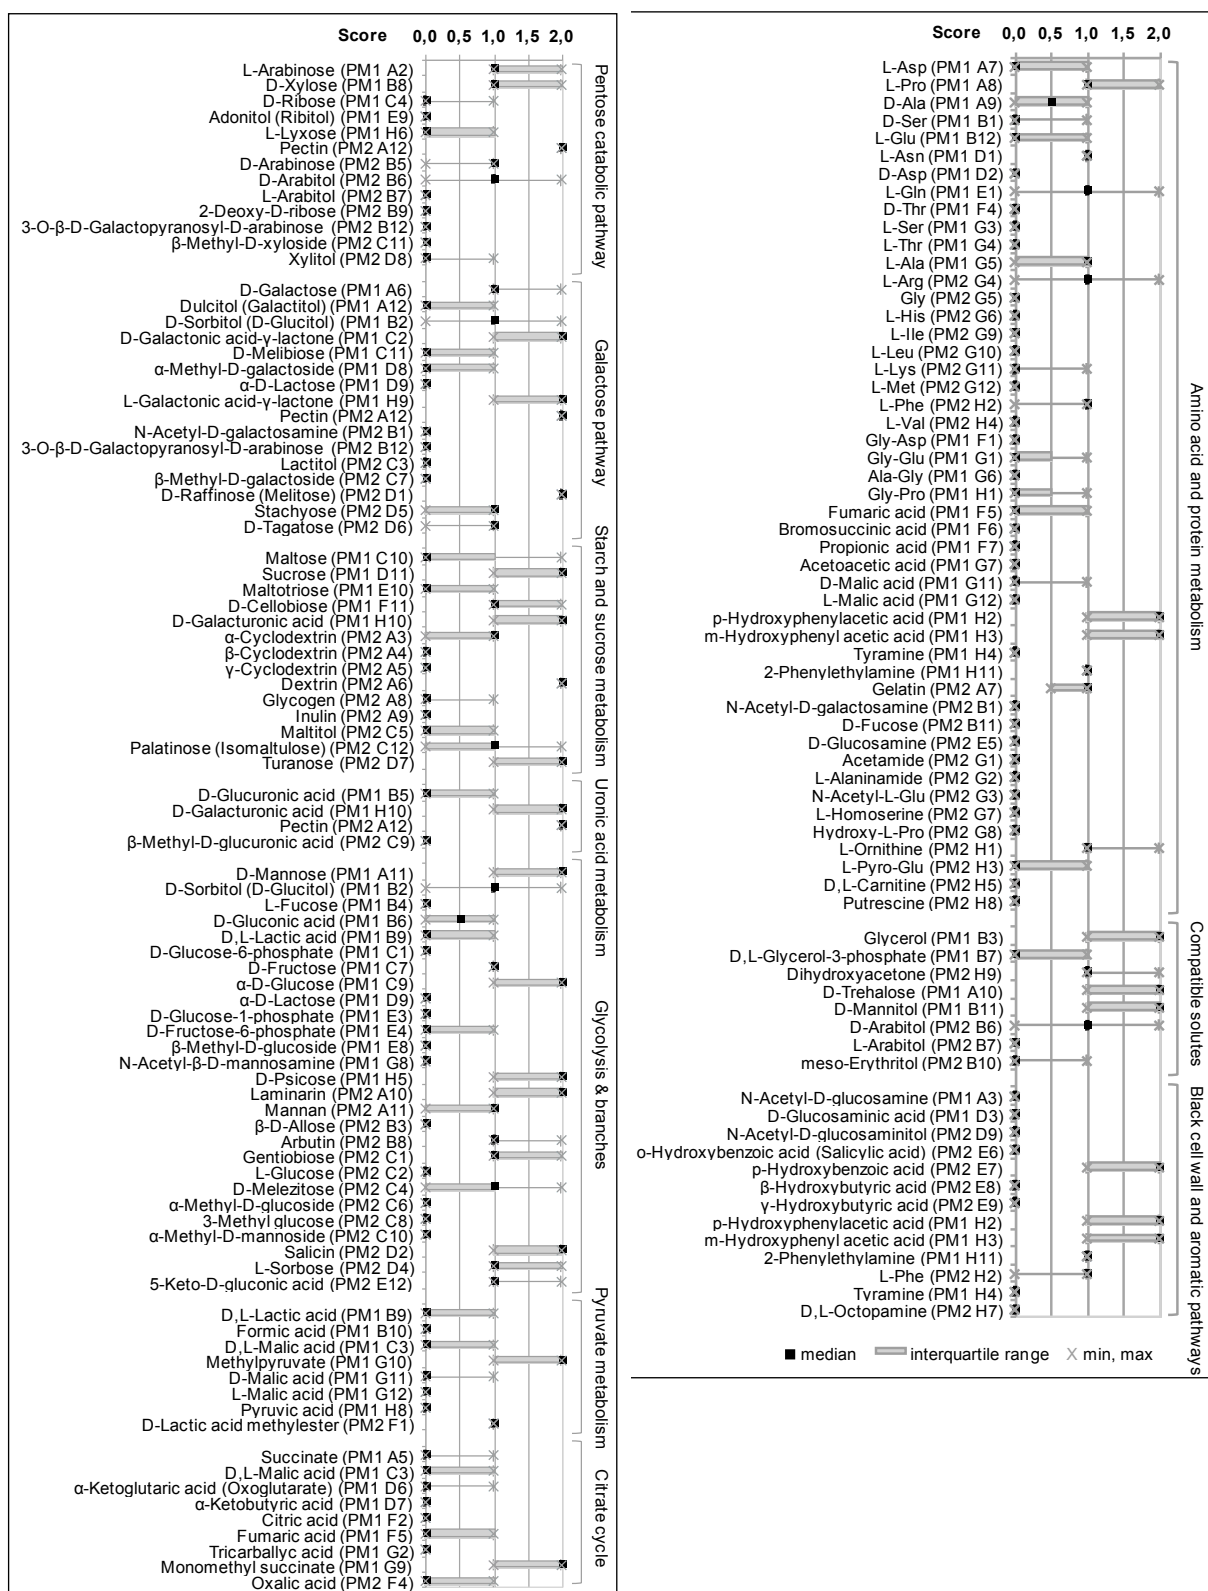 Score 0,0 0,5 1,0 1,5 2,0
L-Arabinose (PM1 A2)
D-Xylose (PM1 B8)
D-Ribose (PM1 C4)
Adonitol (Ribitol) (PM1 E9)
L-Lyxose (PM1 H6)
Pectin (PM2 A12)
D-Arabinose (PM2 B5)
D-Arabitol (PM2 B6)
L-Arabitol (PM2 B7)
2-Deoxy-D-ribose (PM2 B9)
3-O-β-D-Galactopyranosyl-D-arabinose (PM2 B12)
β-Methyl-D-xyloside (PM2 C11)
Xylitol (PM2 D8)
Pentose catabolic pathway
D-Galactose (PM1 A6)
Dulcitol (Galactitol) (PM1 A12)
D-Sorbitol (D-Glucitol) (PM1 B2)
D-Galactonic acid-γ-lactone (PM1 C2)
D-Melibiose (PM1 C11)
α-Methyl-D-galactoside (PM1 D8)
α-D-Lactose (PM1 D9)
L-Galactonic acid-γ-lactone (PM1 H9)
Pectin (PM2 A12)
N-Acetyl-D-galactosamine (PM2 B1)
3-O-β-D-Galactopyranosyl-D-arabinose (PM2 B12)
Lactitol (PM2 C3)
β-Methyl-D-galactoside (PM2 C7)
D-Raffinose (Melitose) (PM2 D1)
Stachyose (PM2 D5)
D-Tagatose (PM2 D6)
Galactose pathway
Maltose (PM1 C10)
Sucrose (PM1 D11)
Maltotriose (PM1 E10)
D-Cellobiose (PM1 F11)
D-Galacturonic acid (PM1 H10)
α-Cyclodextrin (PM2 A3)
β-Cyclodextrin (PM2 A4)
γ-Cyclodextrin (PM2 A5)
Dextrin (PM2 A6)
Glycogen (PM2 A8)
Inulin (PM2 A9)
Maltitol (PM2 C5)
Palatinose (Isomaltulose) (PM2 C12)
Turanose (PM2 D7)
Starch and sucrose metabolism
D-Glucuronic acid (PM1 B5)
D-Galacturonic acid (PM1 H10)
Pectin (PM2 A12)
β-Methyl-D-glucuronic acid (PM2 C9)
Uronic acid metabolism
D-Mannose (PM1 A11)
D-Sorbitol (D-Glucitol) (PM1 B2)
L-Fucose (PM1 B4)
D-Gluconic acid (PM1 B6)
D,L-Lactic acid (PM1 B9)
D-Glucose-6-phosphate (PM1 C1)
D-Fructose (PM1 C7)
α-D-Glucose (PM1 C9)
α-D-Lactose (PM1 D9)
D-Glucose-1-phosphate (PM1 E3)
D-Fructose-6-phosphate (PM1 E4)
β-Methyl-D-glucoside (PM1 E8)
N-Acetyl-β-D-mannosamine (PM1 G8)
D-Psicose (PM1 H5)
Laminarin (PM2 A10)
Mannan (PM2 A11)
β-D-Allose (PM2 B3)
Arbutin (PM2 B8)
Gentiobiose (PM2 C1)
L-Glucose (PM2 C2)
D-Melezitose (PM2 C4)
α-Methyl-D-glucoside (PM2 C6)
3-Methyl glucose (PM2 C8)
α-Methyl-D-mannoside (PM2 C10)
Salicin (PM2 D2)
L-Sorbose (PM2 D4)
5-Keto-D-gluconic acid (PM2 E12)
Glycolysis & branches
D,L-Lactic acid (PM1 B9)
Formic acid (PM1 B10)
D,L-Malic acid (PM1 C3)
Methylpyruvate (PM1 G10)
D-Malic acid (PM1 G11)
L-Malic acid (PM1 G12)
Pyruvic acid (PM1 H8)
D-Lactic acid methylester (PM2 F1)
Pyruvate metabolism
Succinate (PM1 A5)
D,L-Malic acid (PM1 C3)
α-Ketoglutaric acid (Oxoglutarate) (PM1 D6)
α-Ketobutyric acid (PM1 D7)
Citric acid (PM1 F2)
Fumaric acid (PM1 F5)
Tricarballyc acid (PM1 G2)
Monomethyl succinate (PM1 G9)
Oxalic acid (PM2 F4)
Citrate cycle
Score 0,0 0,5 1,0 1,5 2,0
L-Asp (PM1 A7)
L-Pro (PM1 A8)
D-Ala (PM1 A9)
D-Ser (PM1 B1)
L-Glu (PM1 B12)
L-Asn (PM1 D1)
D-Asp (PM1 D2)
L-Gln (PM1 E1)
D-Thr (PM1 F4)
L-Ser (PM1 G3)
L-Thr (PM1 G4)
L-Ala (PM1 G5)
L-Arg (PM2 G4)
Gly (PM2 G5)
L-His (PM2 G6)
L-Ile (PM2 G9)
L-Leu (PM2 G10)
L-Lys (PM2 G11)
L-Met (PM2 G12)
L-Phe (PM2 H2)
L-Val (PM2 H4)
Gly-Asp (PM1 F1)
Gly-Glu (PM1 G1)
Ala-Gly (PM1 G6)
Gly-Pro (PM1 H1)
Fumaric acid (PM1 F5)
Bromosuccinic acid (PM1 F6)
Propionic acid (PM1 F7)
Acetoacetic acid (PM1 G7)
D-Malic acid (PM1 G11)
L-Malic acid (PM1 G12)
p-Hydroxyphenylacetic acid (PM1 H2)
m-Hydroxyphenyl acetic acid (PM1 H3)
Tyramine (PM1 H4)
2-Phenylethylamine (PM1 H11)
Gelatin (PM2 A7)
N-Acetyl-D-galactosamine (PM2 B1)
D-Fucose (PM2 B11)
D-Glucosamine (PM2 E5)
Acetamide (PM2 G1)
L-Alaninamide (PM2 G2)
N-Acetyl-L-Glu (PM2 G3)
L-Homoserine (PM2 G7)
Hydroxy-L-Pro (PM2 G8)
L-Ornithine (PM2 H1)
L-Pyro-Glu (PM2 H3)
D,L-Carnitine (PM2 H5)
Putrescine (PM2 H8)
Amino acid and protein metabolism
Glycerol (PM1 B3)
D,L-Glycerol-3-phosphate (PM1 B7)
Dihydroxyacetone (PM2 H9)
D-Trehalose (PM1 A10)
D-Mannitol (PM1 B11)
D-Arabitol (PM2 B6)
L-Arabitol (PM2 B7)
meso-Erythritol (PM2 B10)
Compatible solutes
N-Acetyl-D-glucosamine (PM1 A3)
D-Glucosaminic acid (PM1 D3)
N-Acetyl-D-glucosaminitol (PM2 D9)
o-Hydroxybenzoic acid (Salicylic acid) (PM2 E6)
p-Hydroxybenzoic acid (PM2 E7)
β-Hydroxybutyric acid (PM2 E8)
γ-Hydroxybutyric acid (PM2 E9)
p-Hydroxyphenylacetic acid (PM1 H2)
m-Hydroxyphenyl acetic acid (PM1 H3)
2-Phenylethylamine (PM1 H11)
L-Phe (PM2 H2)
Tyramine (PM1 H4)
D,L-Octopamine (PM2 H7)
Black cell wall and aromatic pathways
median interquartile range min, max